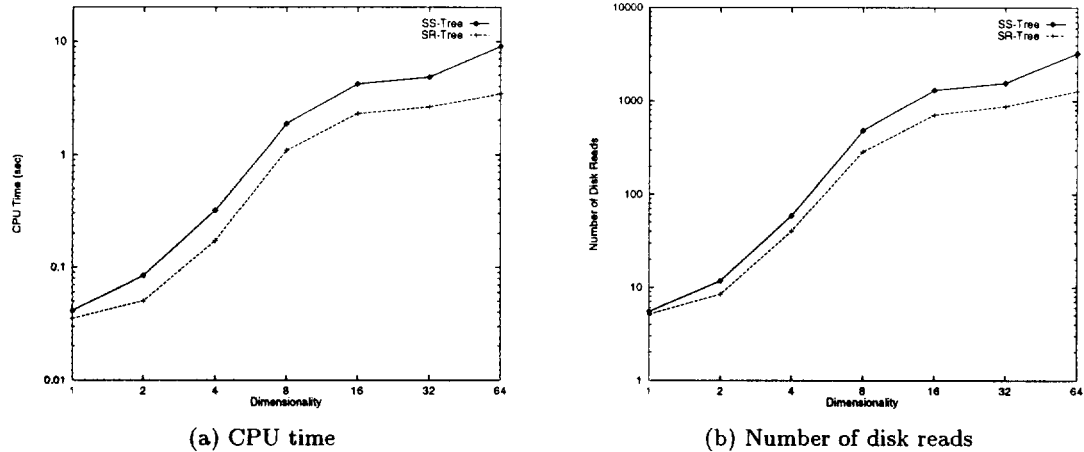 SS-Tree
SR-Tree
10
1
0.1
0.01
CPU Time (sec)
1 2 4 8 16 32 64
Dimensionality
(a) CPU time
SS-Tree
SR-Tree
10000
1000
100
10
1
Number of Disk Reads
1 2 4 8 16 32 64
Dimensionality
(b) Number of disk reads